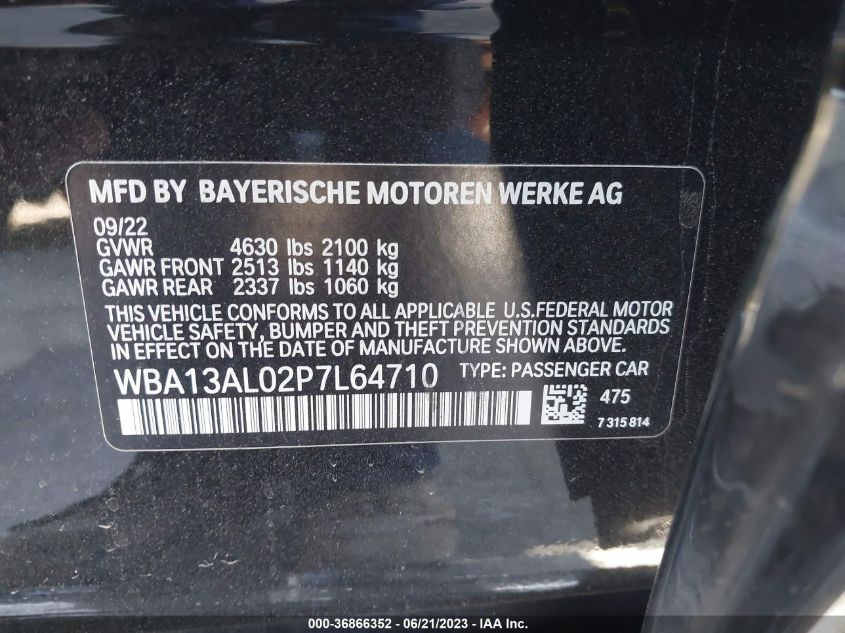 MFD BY BAYERISCHE MOTOREN WERKE AG
09/22
GVWR 4630 lbs 2100 kg
GAWR FRONT 2513 lbs 1140 kg
GAWR REAR 2337 lbs 1060 kg
THIS VEHICLE CONFORMS TO ALL APPLICABLE U.S.FEDERAL MOTOR
VEHICLE SAFETY, BUMPER AND THEFT PREVENTION STANDARDS
IN EFFECT ON THE DATE OF MANUFACTURE SHOWN ABOVE.
WBA13AL02P7L64710 TYPE: PASSENGER CAR
475
7 315 814
000-36866352 / 06/21/2023 - IAA Inc.